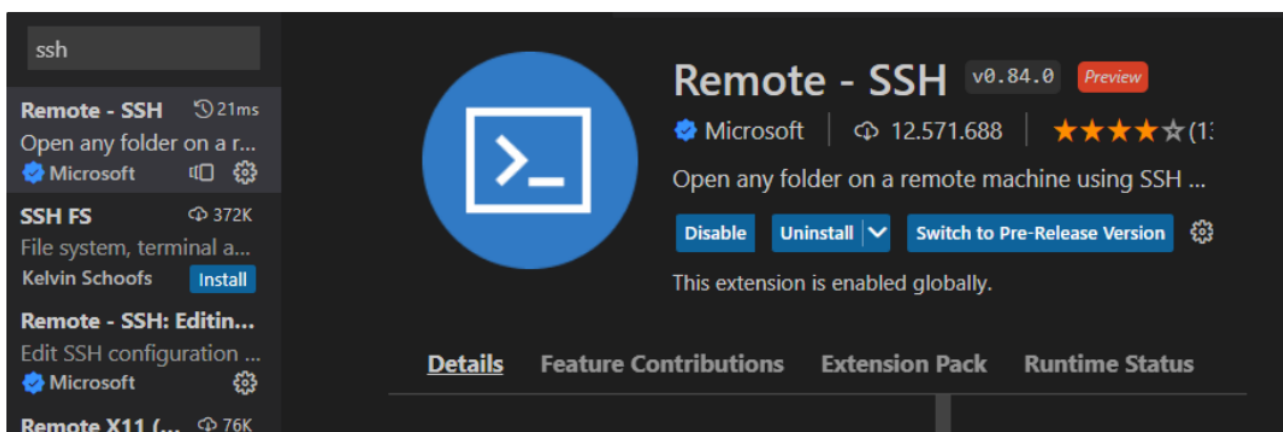 ssh
Remote - SSH 21ms
Open any folder on a r...
Microsoft
SSH FS 372K
File system, terminal a...
Kelvin Schoofs Install
Remote - SSH: Editin...
Edit SSH configuration ...
Microsoft
Remote X11 (... 76K
Remote - SSH v0.84.0 Preview
Microsoft 12.571.688 (13
Open any folder on a remote machine using SSH ...
Disable Uninstall Switch to Pre-Release Version
This extension is enabled globally.
Details Feature Contributions Extension Pack Runtime Status